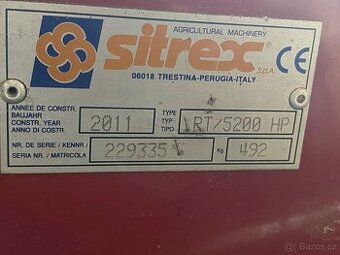 AGRICULTURAL MACHINERY
sitrex® S.p.A.
CE
06018 TRESTINA-PERUGIA-ITALY
ANNEE DE CONSTR.
BAUJAHR
CONSTR. YEAR
ANNO DI COSTR.
2011
TYPE
TYP
TIPO
RT/5200 HP
NR. DE SERIE / KENNR
SERIA NR. / MATRICOLA
229335
Kg
492
Bazos.cz